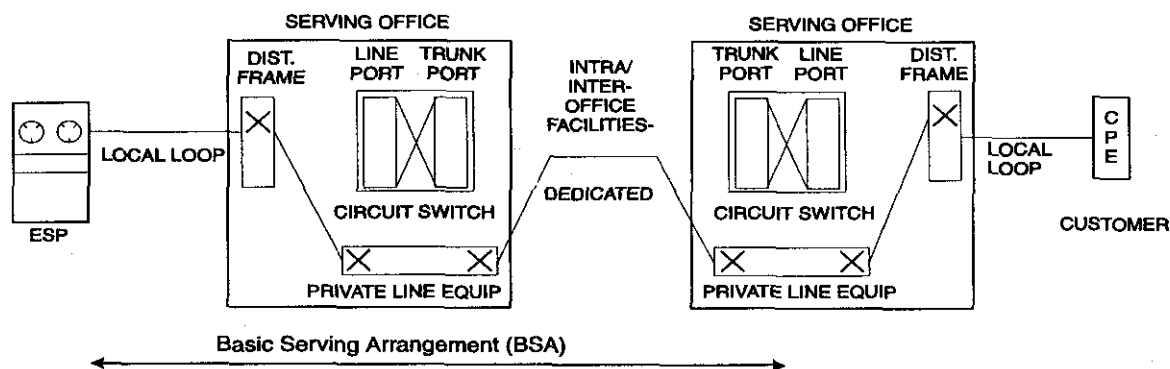 SERVING OFFICE
SERVING OFFICE
DIST.
FRAME
LINE
PORT
TRUNK
PORT
INTRA/
INTER-
OFFICE
FACILITIES-
DEDICATED
TRUNK
PORT
LINE
PORT
DIST.
FRAME
CPE
LOCAL LOOP
LOCAL
LOOP
CIRCUIT SWITCH
CIRCUIT SWITCH
ESP
CUSTOMER
PRIVATE LINE EQUIP
PRIVATE LINE EQUIP
Basic Serving Arrangement (BSA)